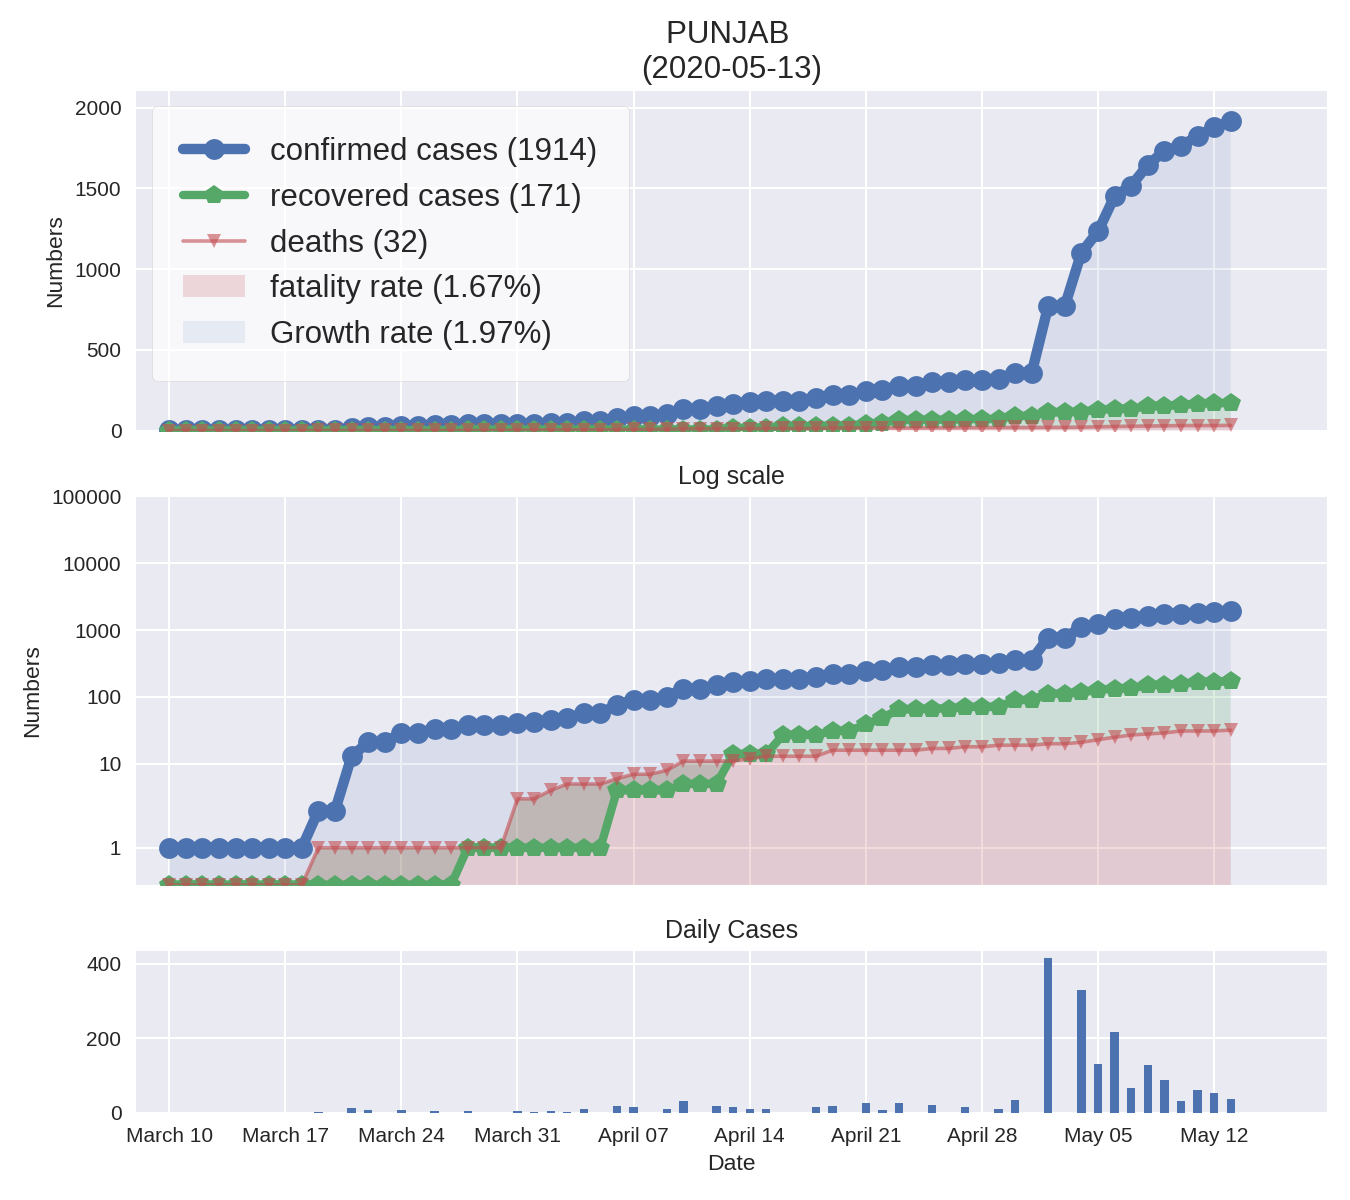 PUNJAB
(2020-05-13)
2000
1500
1000
500
0
Numbers
confirmed cases (1914)
recovered cases (171)
deaths (32)
fatality rate (1.67%)
Growth rate (1.97%)
Log scale
100000
10000
1000
100
10
1
Numbers
Daily Cases
400
200
0
March 10 March 17 March 24 March 31 April 07 April 14 April 21 April 28 May 05 May 12
Date